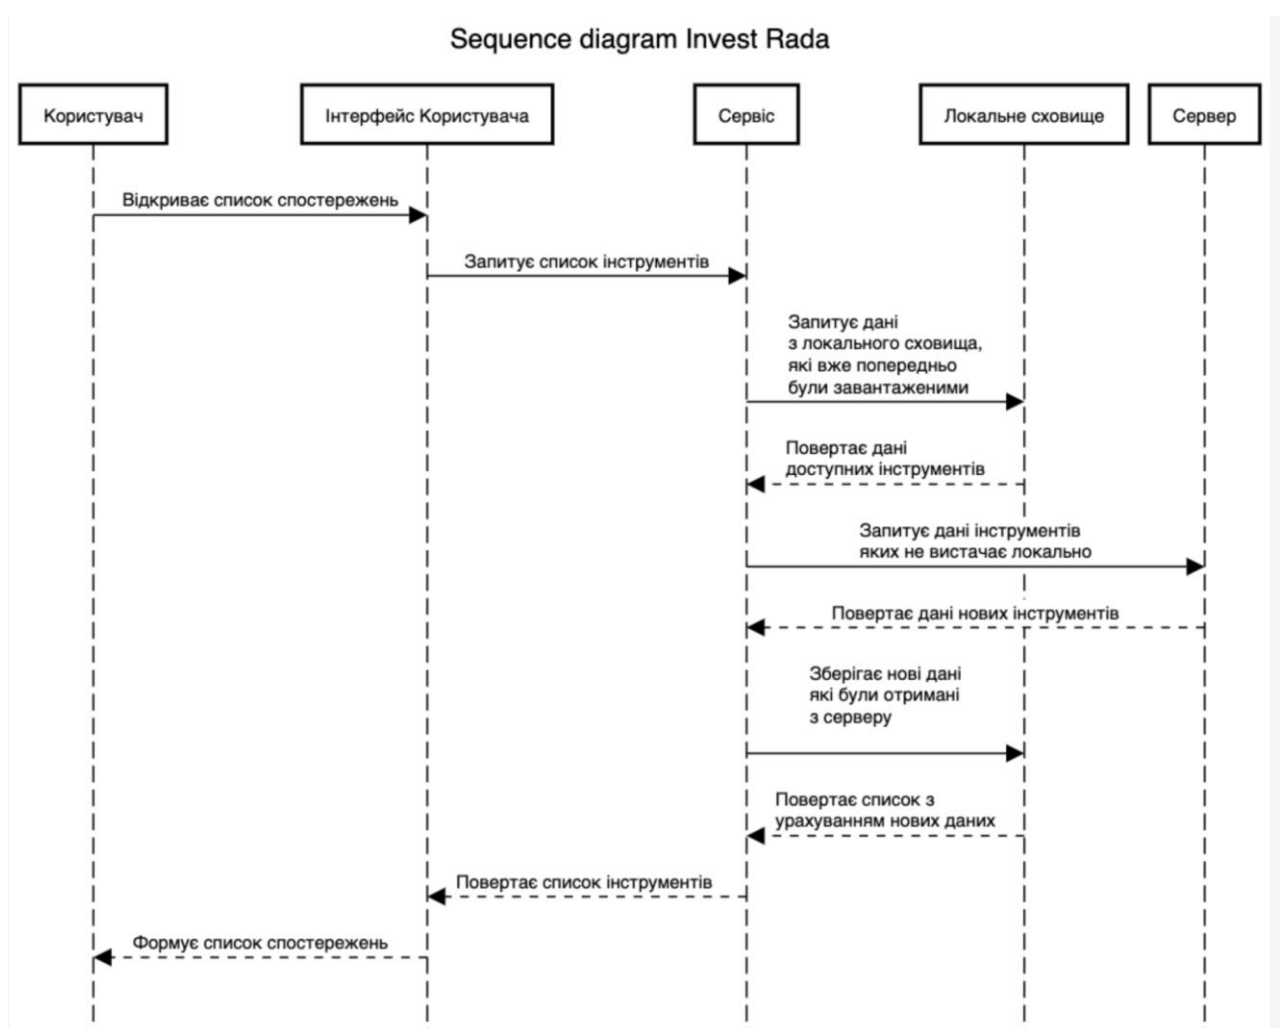 Sequence diagram Invest Rada
Користувач
Інтерфейс Користувача
Сервіс
Локальне сховище
Сервер
Відкриває список спостережень
Запитує список інструментів
Запитує дані
з локального сховища,
які вже попередньо
були завантаженими
Повертає дані
доступних інструментів
Запитує дані інструментів
яких не вистачає локально
Повертає дані нових інструментів
Зберігає нові дані
які були отримані
з серверу
Повертає список з
урахуванням нових даних
Повертає список інструментів
Формує список спостережень